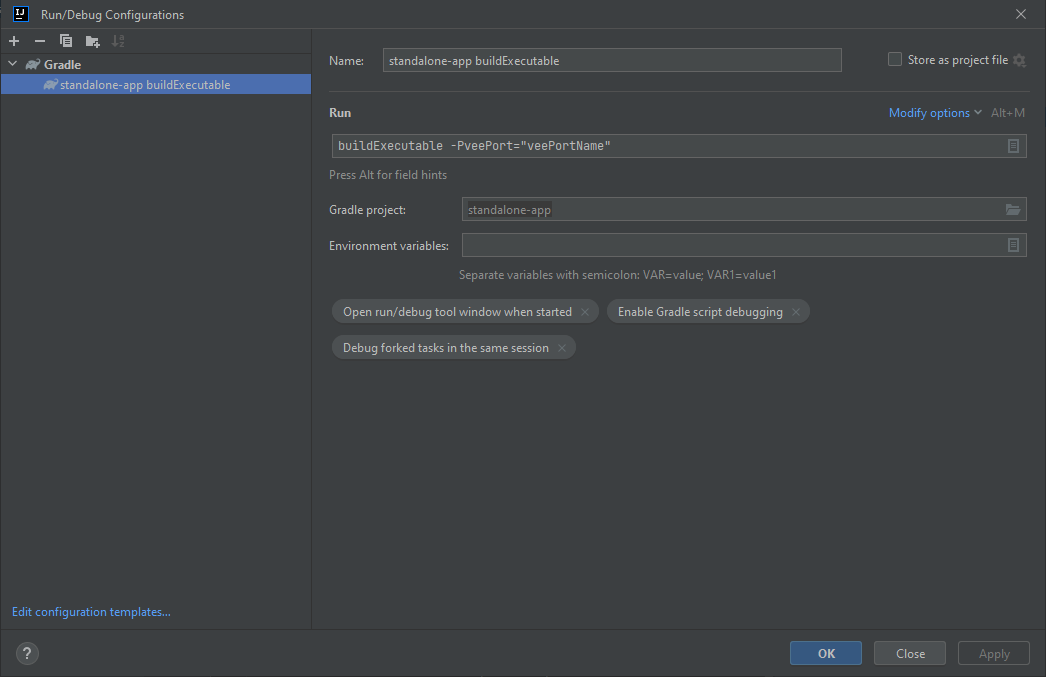 IJ Run/Debug Configurations
Gradle
standalone-app buildExecutable
Name: standalone-app buildExecutable
Store as project file
Run
Modify options Alt+M
buildExecutable -PveePort="veePortName"
Press Alt for field hints
Gradle project: standalone-app
Environment variables:
Separate variables with semicolon: VAR=value; VAR1=value1
Open run/debug tool window when started × Enable Gradle script debugging ×
Debug forked tasks in the same session ×
Edit configuration templates...
? OK Close Apply